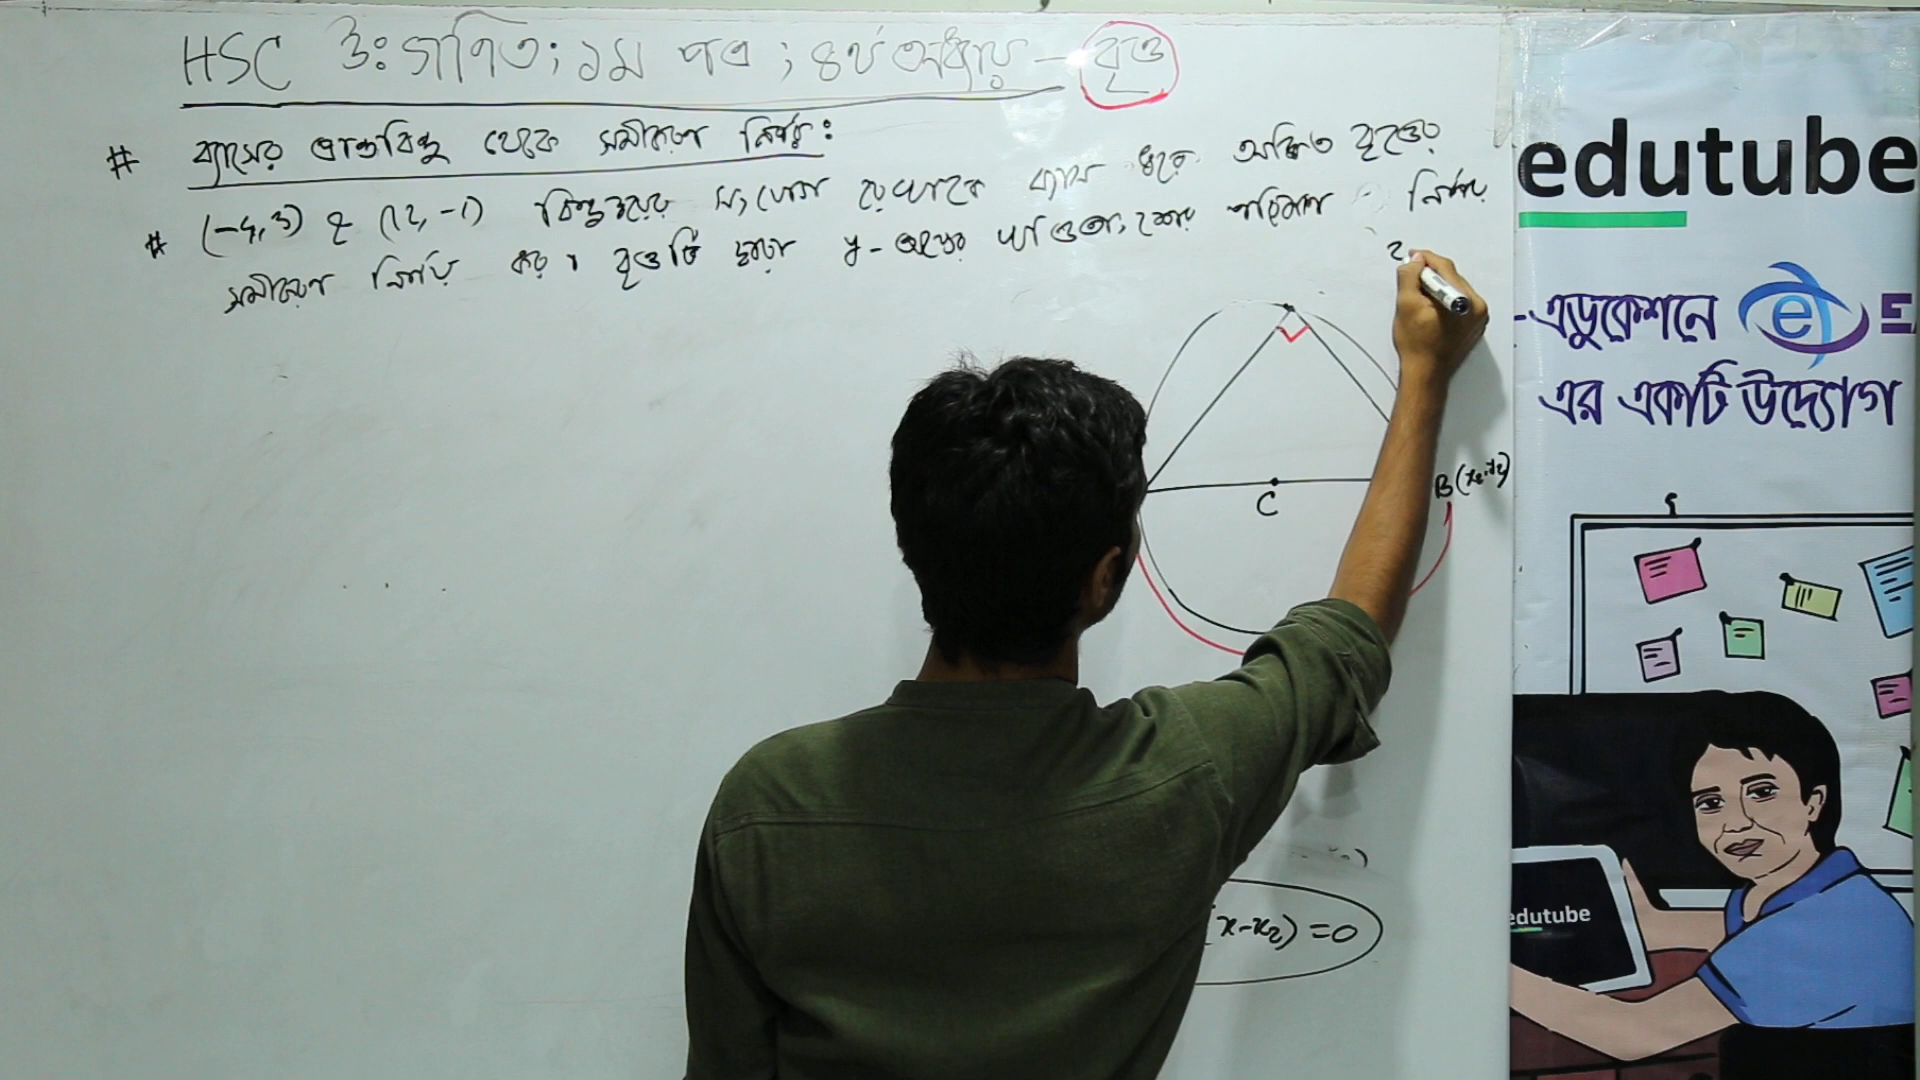 HSC উঃগণিত; ১ম পত্র ; ৪র্থ অধ্যায় - বৃত্ত
# ব্যাসের প্রান্তবিন্দু থেকে সমীকরণ নির্ণয়:
* (-4,3) ও (12,-1) বিন্দুদ্বয়ের সংযোগ রেখাকে ব্যাস ধরে অঙ্কিত বৃত্তের
সমীকরণ নির্ণয় কর। বৃত্তটি দ্বারা y-অক্ষের খণ্ডিতাংশের পরিমাণ নির্ণয়
C
B(x₂,y₂)
(x-x₂)=0
edutube
-এডুকেশনে
এর একটি উদ্যোগ
edutube